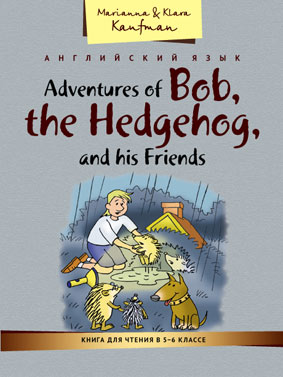 Marianna & Klara
Kaufman
АНГЛИЙСКИЙ ЯЗЫК
Adventures of Bob,
the Hedgehog,
and his Friends
КНИГА ДЛЯ ЧТЕНИЯ В 5–6 КЛАССЕ